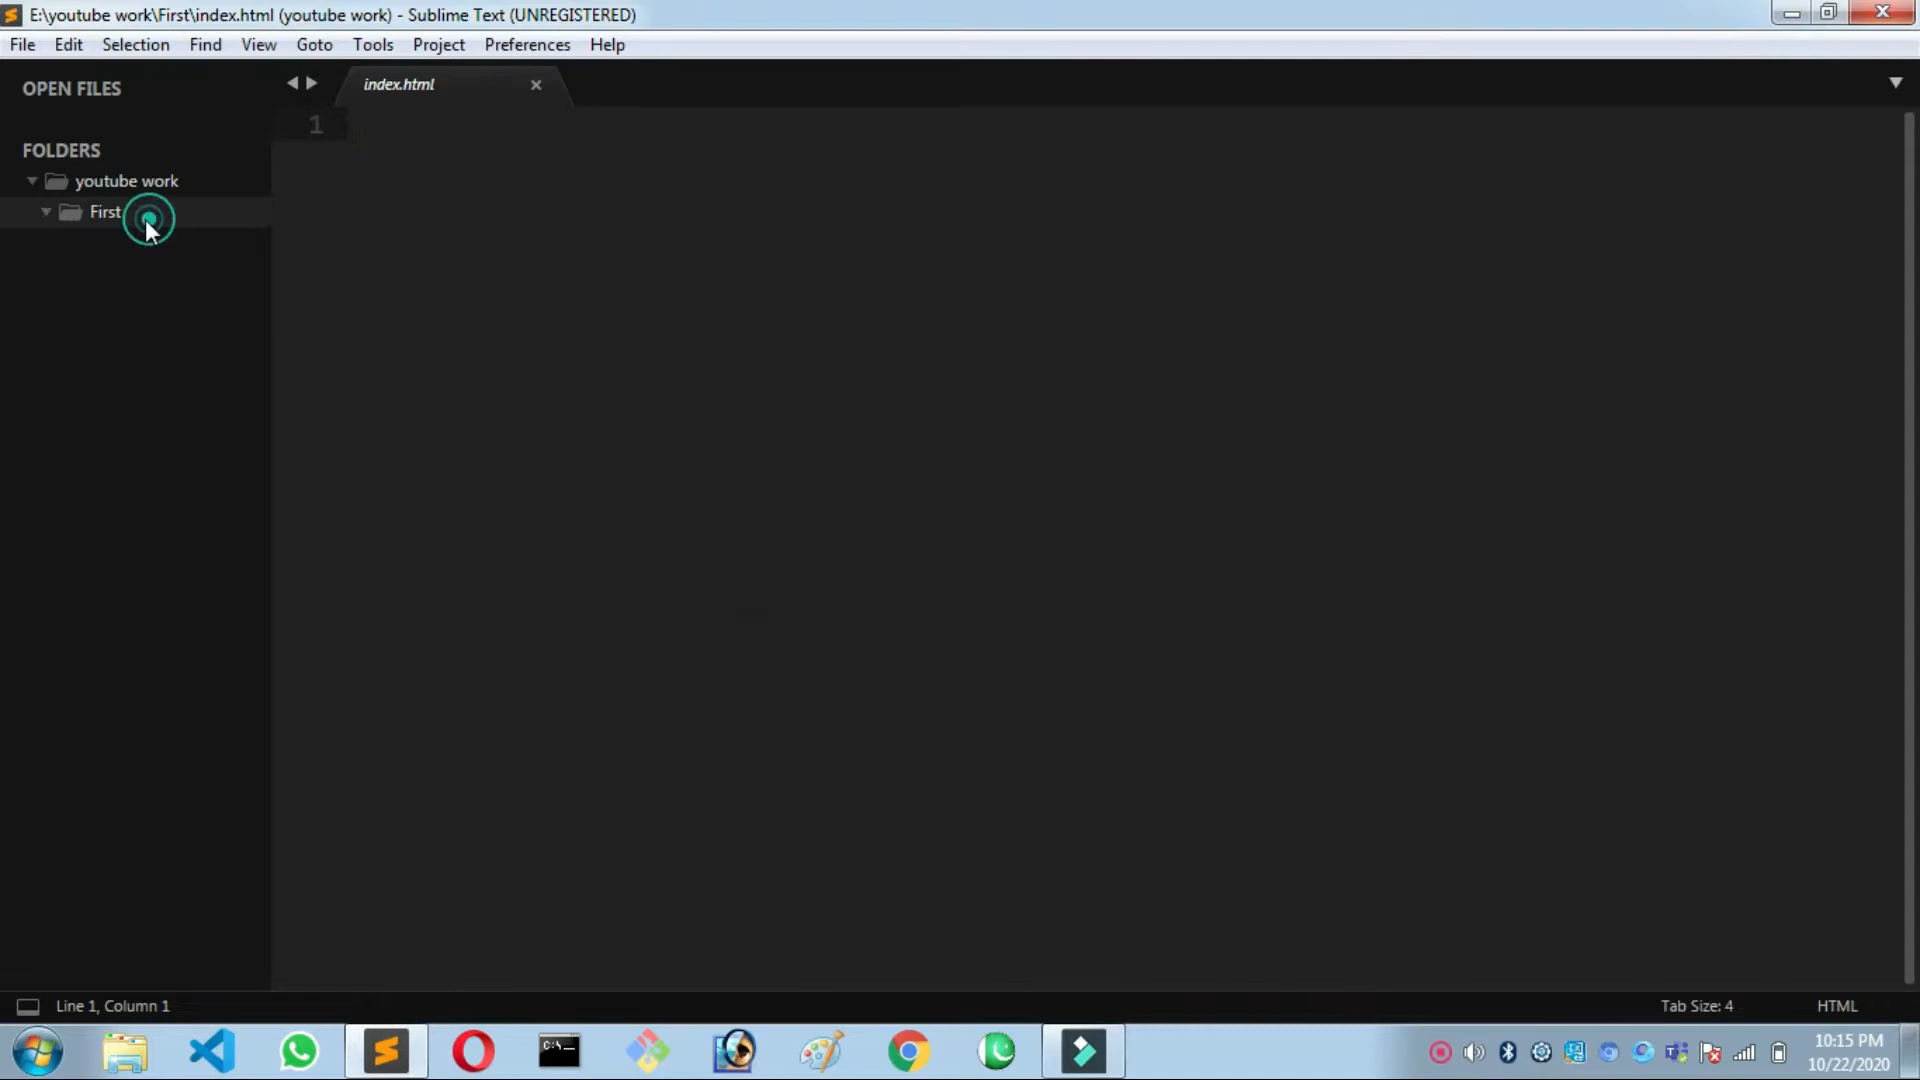 E:\youtube work\First\index.html (youtube work) - Sublime Text (UNREGISTERED)
File Edit Selection Find View Goto Tools Project Preferences Help
OPEN FILES
index.html
1
FOLDERS
youtube work
First
Line 1, Column 1
Tab Size: 4
HTML
C:\_
10:15 PM
10/22/2020